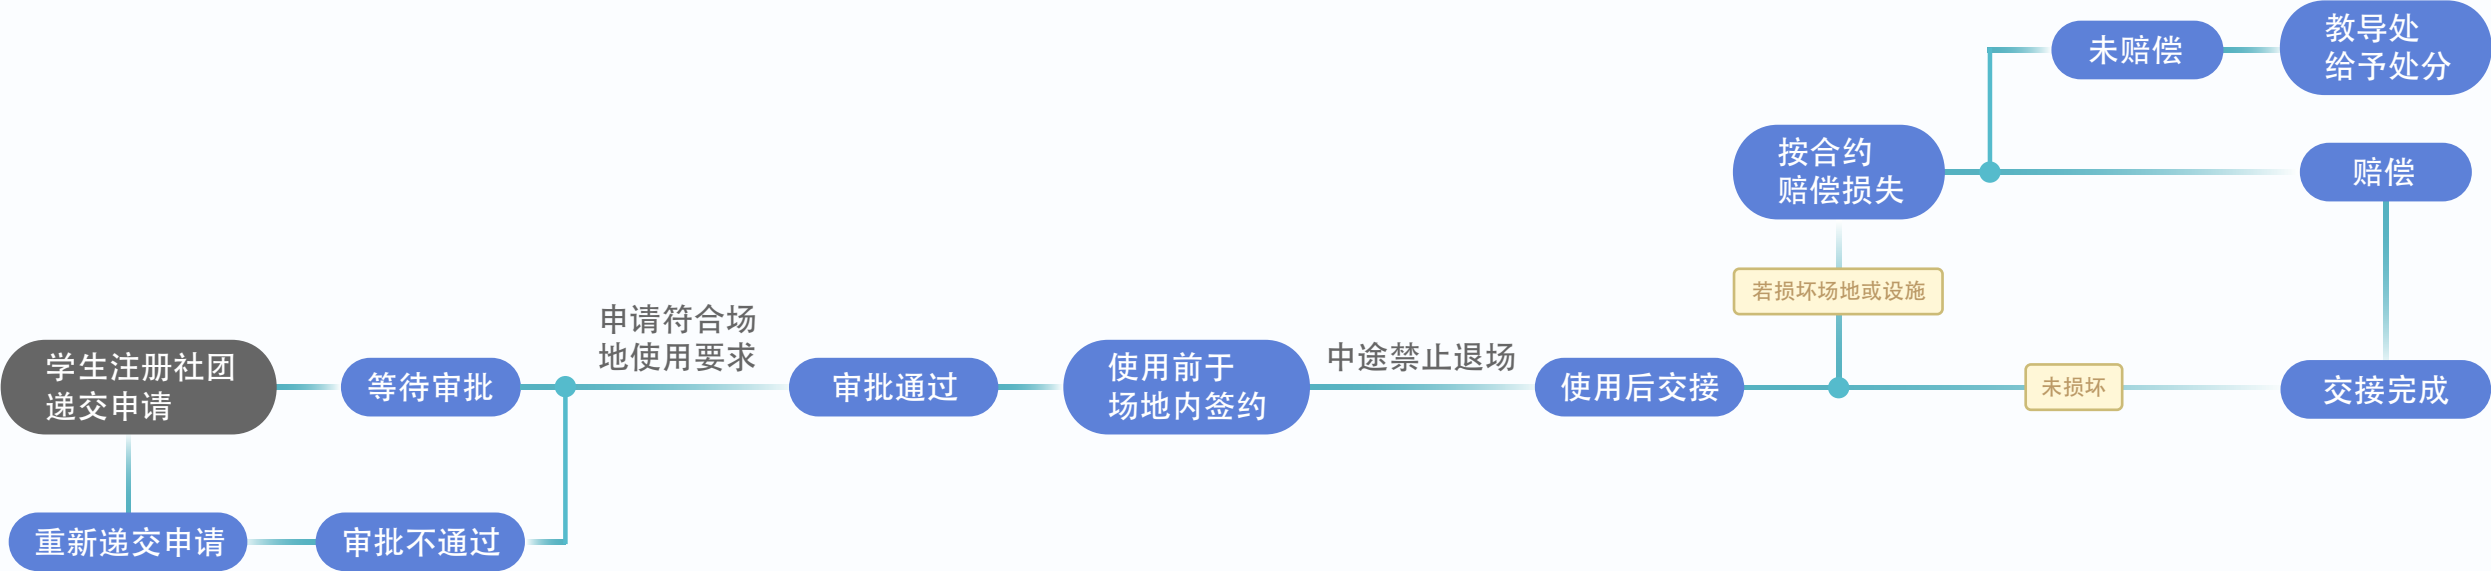 学生注册社团
递交申请
等待审批
申请符合场
地使用要求
审批通过
使用前于
场地内签约
中途禁止退场
使用后交接
若损坏场地或设施
按合约
赔偿损失
未赔偿
教导处
给予处分
赔偿
未损坏
交接完成
审批不通过
重新递交申请